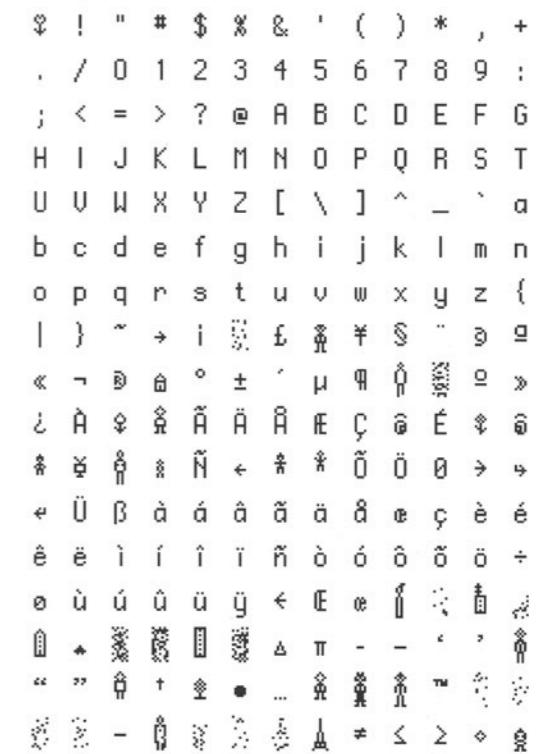 ! " # $ % & ' ( ) * , +
. / 0 1 2 3 4 5 6 7 8 9 :
; < = > ? @ A B C D E F G
H I J K L M N O P Q R S T
U V W X Y Z [ \ ] ^ _ ` a
b c d e f g h i j k l m n
o p q r s t u v w x y z {
| } ~ → ¡ £ ¥ § ¨ ª
« ¬ ® ° ± ´ µ ¶ º »
¿ À Ã Ä Å Æ Ç É
Ñ ← Õ Ö Ø → ↳
↵ Ü ß à á â ã ä å æ ç è é
ê ë ì í î ï ñ ò ó ô õ ö ÷
ø ù ú û ü ÿ ← Œ œ
π - – ‘ ’
“ ” † • … ™
– ≠ ≤ ≥ ⋄